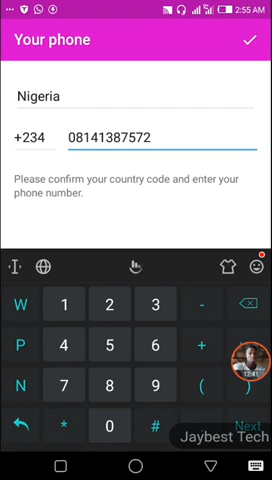 2:55 AM
Your phone
Nigeria
+234 08141387572
Please confirm your country code and enter your
phone number.
W 1 2 3 -
P 4 5 6 +
12:41
N 7 8 9 ( )
* 0 # Next
Jaybest Tech